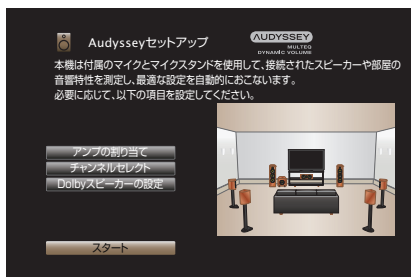 Audysseyセットアップ
AUDYSSEY
MULTEQ
DYNAMIC VOLUME
本機は付属のマイクとマイクスタンドを使用して、接続されたスピーカーや部屋の
音響特性を測定し、最適な設定を自動的におこないます。
必要に応じて、以下の項目を設定してください。
アンプの割り当て
チャンネルセレクト
Dolbyスピーカーの設定
スタート